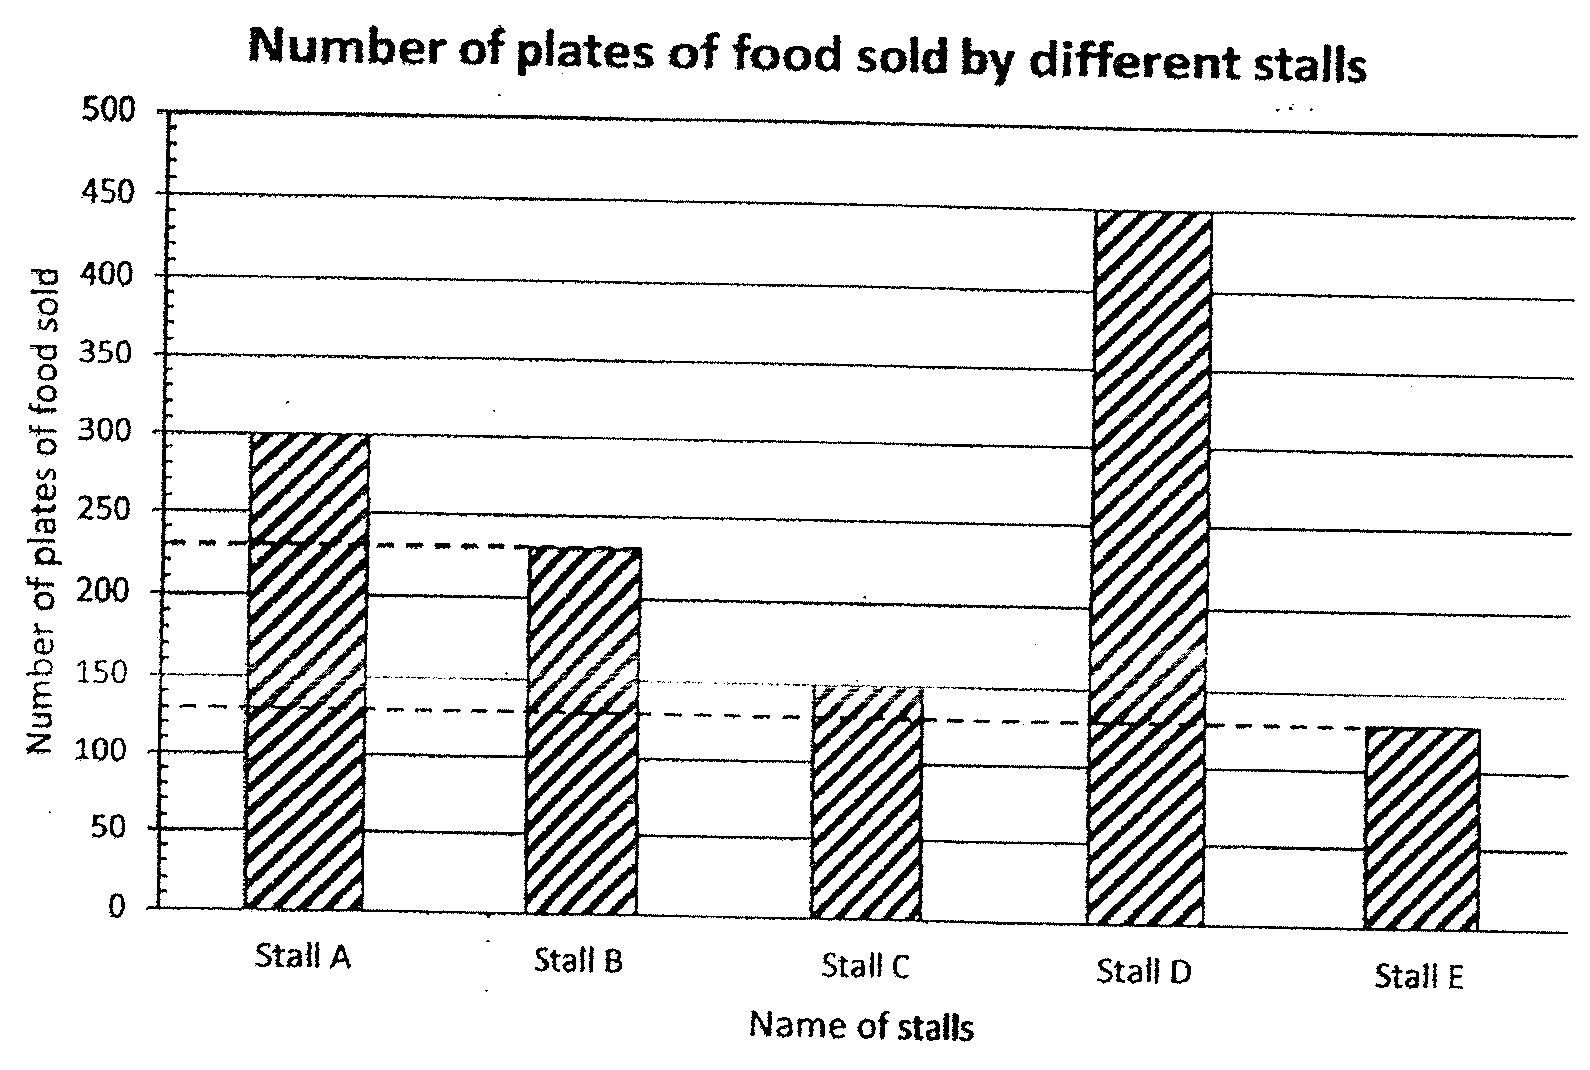 Number of plates of food sold by different stalls
500
450
400
350
300
250
200
150
100
50
0
Number of plates of food sold
Stall A
Stall B
Stall C
Stall D
Stall E
Name of stalls